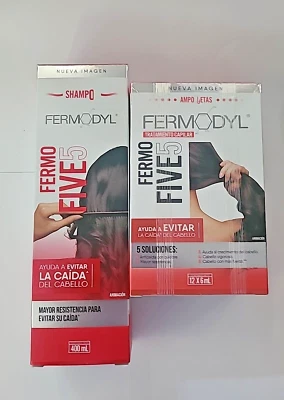 NUEVA IMAGEN
SHAMPO
FERMODYL
FERMO
FIVE5
AYUDA A EVITAR
LA CAÍDA*
DEL CABELLO
MAYOR RESISTENCIA PARA
EVITAR SU CAÍDA*
400 mL
NUEVA IMAGEN
AMPOLLETAS
FERMODYL
TRATAMIENTO CAPILAR
FERMO
FIVE5
AYUDA A EVITAR
LA CAÍDA* DEL CABELLO
5 SOLUCIONES:
12 X 6 mL